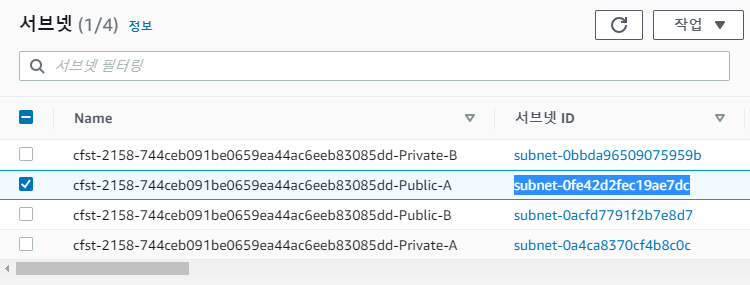 서브넷 (1/4) 정보
작업
서브넷 필터링
Name 서브넷 ID
cfst-2158-744ceb091be0659ea44ac6eeb83085dd-Private-B subnet-0bbda96509075959b
cfst-2158-744ceb091be0659ea44ac6eeb83085dd-Public-A subnet-0fe42d2fec19ae7dc
cfst-2158-744ceb091be0659ea44ac6eeb83085dd-Public-B subnet-0acfd7791f2b7e8d7
cfst-2158-744ceb091be0659ea44ac6eeb83085dd-Private-A subnet-0a4ca8370cf4b8c0c